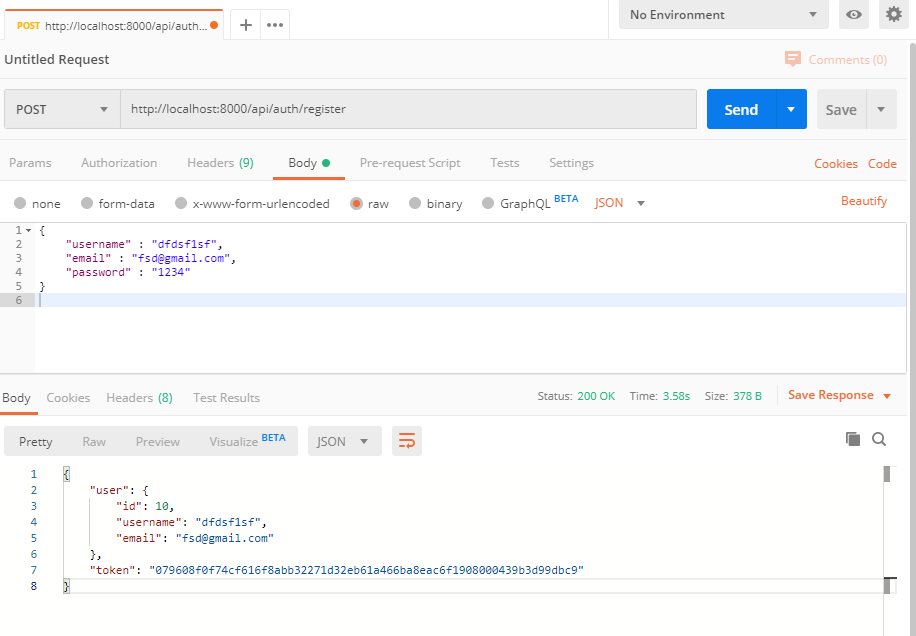 POST http://localhost:8000/api/auth... + ••• No Environment
Untitled Request Comments (0)
POST http://localhost:8000/api/auth/register Send Save
Params Authorization Headers (9) Body Pre-request Script Tests Settings Cookies Code
none form-data x-www-form-urlencoded raw binary GraphQL BETA JSON Beautify
1 {
2 "username" : "dfdsf1sf",
3 "email" : "fsd@gmail.com",
4 "password" : "1234"
5 }
6
Body Cookies Headers (8) Test Results Status: 200 OK Time: 3.58s Size: 378 B Save Response
Pretty Raw Preview Visualize BETA JSON
1 {
2 "user": {
3 "id": 10,
4 "username": "dfdsf1sf",
5 "email": "fsd@gmail.com"
6 },
7 "token": "079608f0f74cf616f8abb32271d32eb61a466ba8eac6f1908000439b3d99dbc9"
8 }